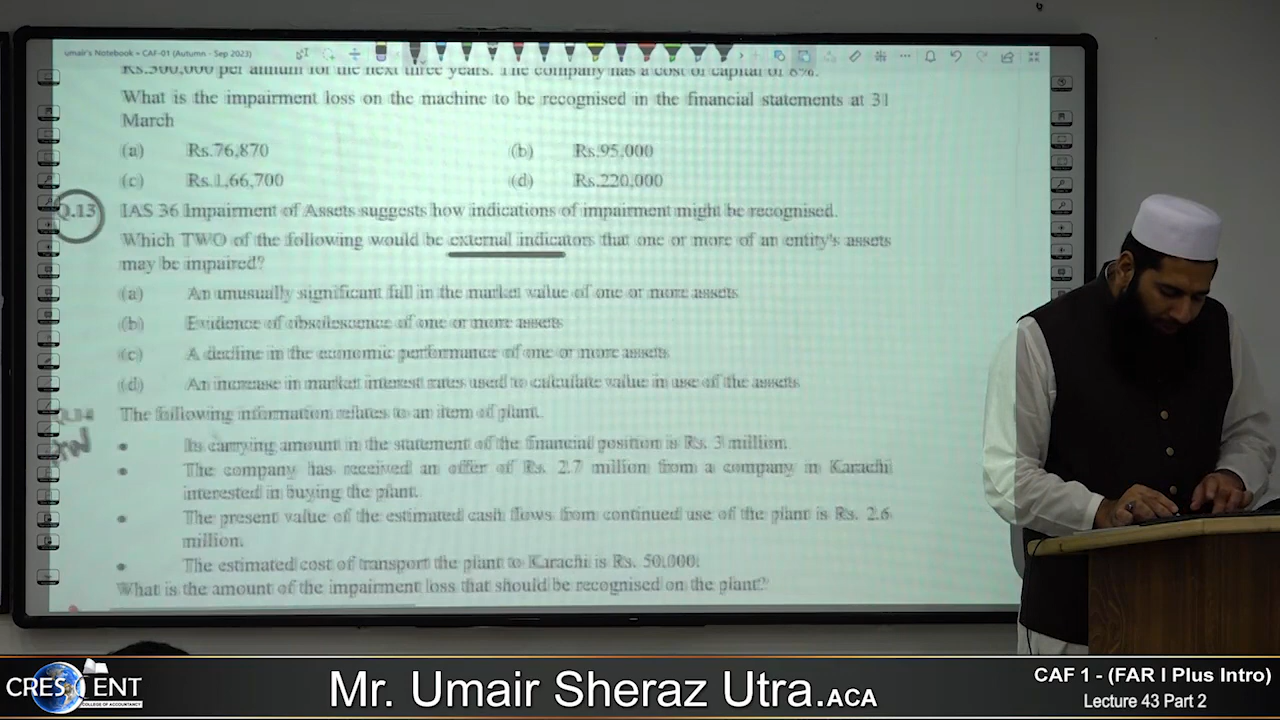 umair's Notebook » CAF-01 (Autumn - Sep 2023)
Rs.300,000 per annum for the next three years. The company has a cost of capital of 8%.
What is the impairment loss on the machine to be recognised in the financial statements at 31
March
(a) Rs.76,870 (b) Rs.95,000
(c) Rs.1,66,700 (d) Rs.220,000
Q.13 IAS 36 Impairment of Assets suggests how indications of impairment might be recognised.
Which TWO of the following would be external indicators that one or more of an entity's assets
may be impaired?
(a) An unusually significant fall in the market value of one or more assets
(b) Evidence of obsolescence of one or more assets
(c) A decline in the economic performance of one or more assets
(d) An increase in market interest rates used to calculate value in use of the assets
Q.14 The following information relates to an item of plant.
• Its carrying amount in the statement of the financial position is Rs. 3 million.
• The company has received an offer of Rs. 2.7 million from a company in Karachi
interested in buying the plant.
• The present value of the estimated cash flows from continued use of the plant is Rs. 2.6
million.
• The estimated cost of transport the plant to Karachi is Rs. 50,000.
What is the amount of the impairment loss that should be recognised on the plant?
CRESCENT
COLLEGE OF ACCOUNTANCY
Mr. Umair Sheraz Utra.ACA
CAF 1 - (FAR I Plus Intro)
Lecture 43 Part 2